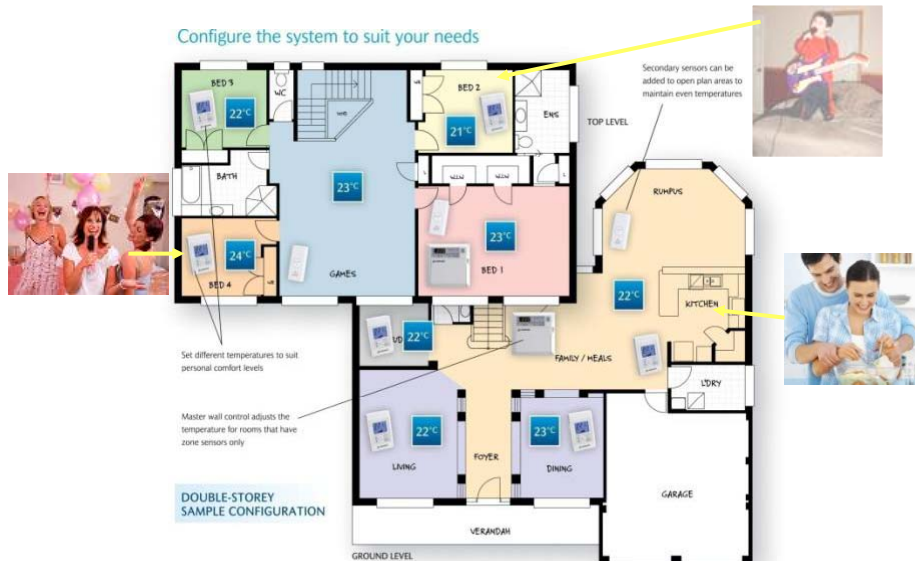 Configure the system to suit your needs
Secondary sensors can be
added to open plan areas to
maintain even temperatures
TOP LEVEL
BED 3
22°C
WC
BED 2
21°C
ENS
BATH
23°C
WIW
WIW
RUMPUS
24°C
BED 4
GAMES
23°C
BED 1
22°C
KITCHEN
22°C
FAMILY / MEALS
Set different temperatures to suit
personal comfort levels
L'DRY
Master wall control adjusts the
temperature for rooms that have
zone sensors only
22°C
LIVING
FOYER
23°C
DINING
GARAGE
DOUBLE-STOREY
SAMPLE CONFIGURATION
VERANDAH
GROUND LEVEL